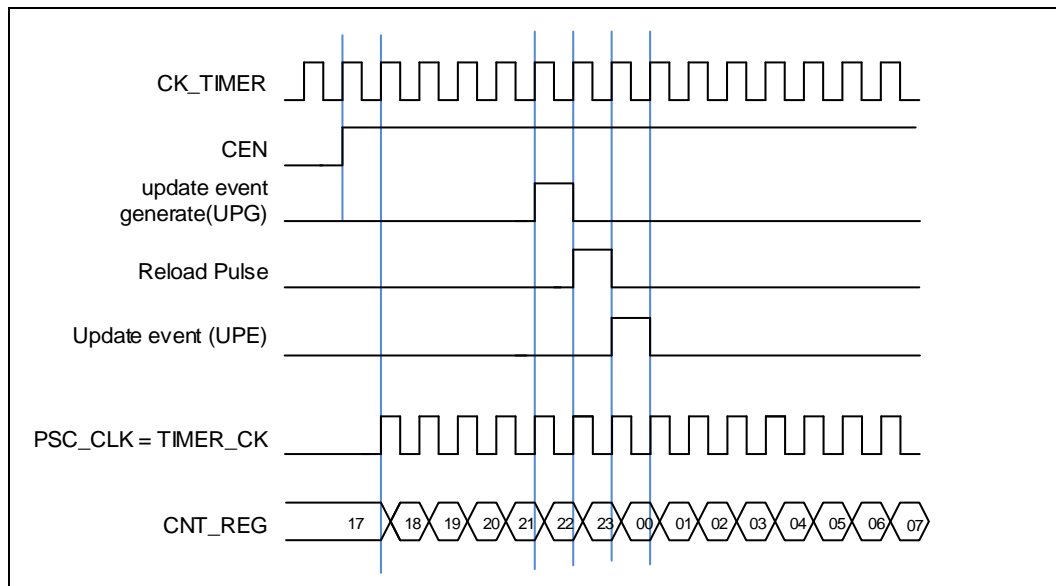 CK_TIMER
CEN
update event
generate(UPG)
Reload Pulse
Update event (UPE)
PSC_CLK = TIMER_CK
CNT_REG 17 18 19 20 21 22 23 00 01 02 03 04 05 06 07